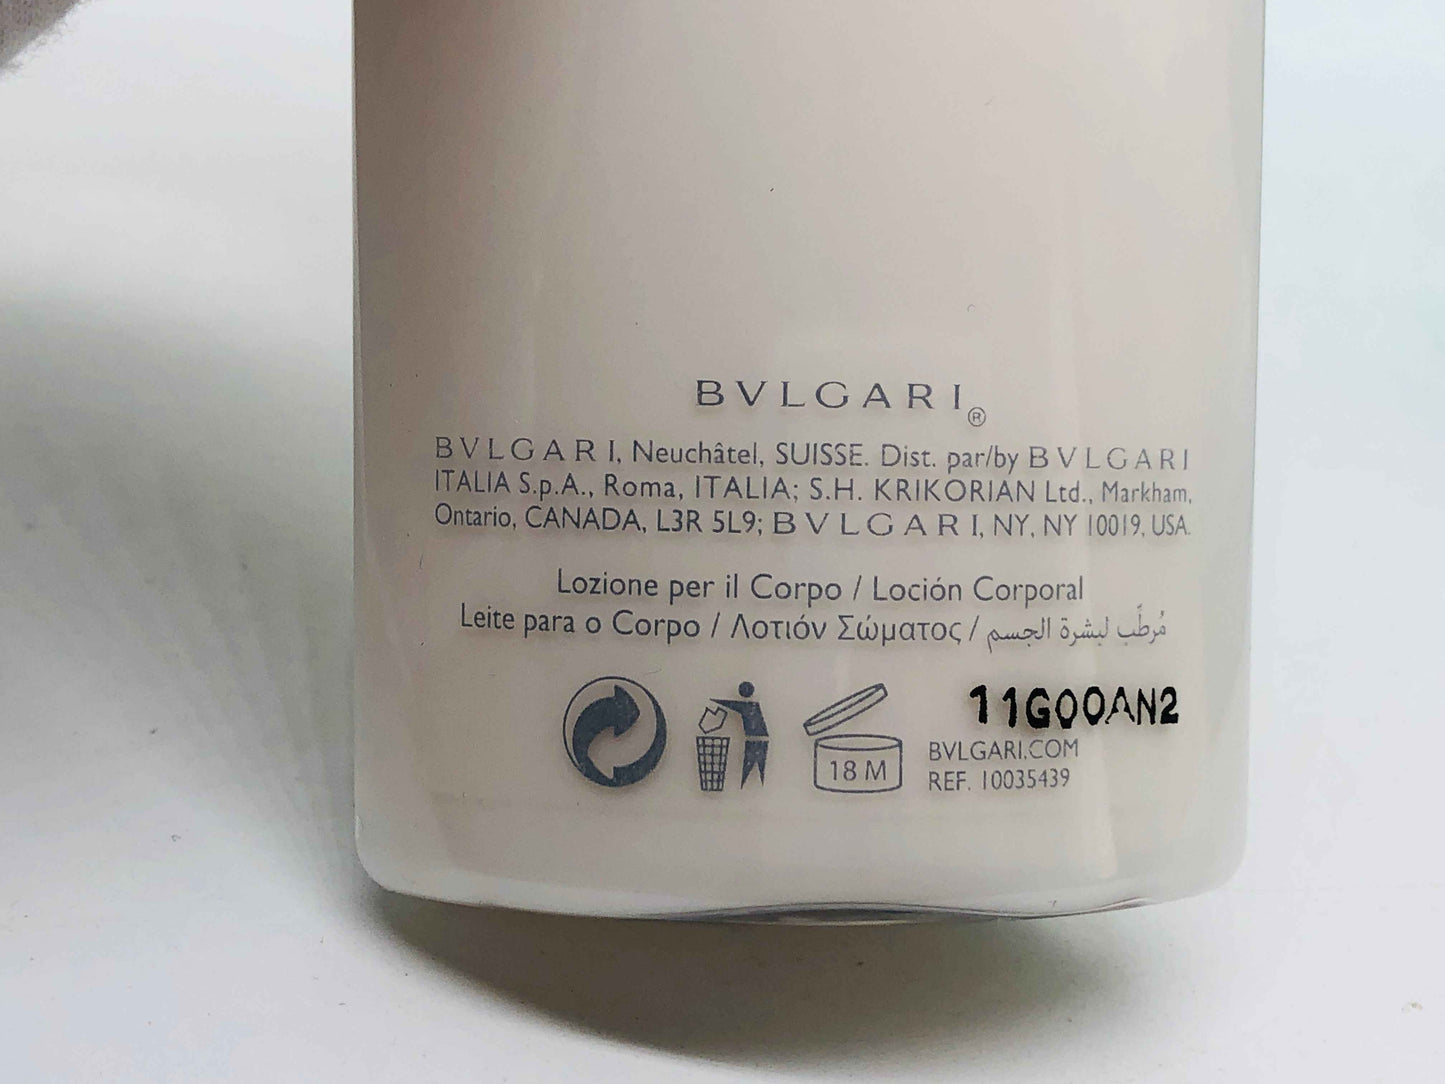 BVLGARI®
BVLGARI, Neuchâtel, SUISSE. Dist. par/by BVLGARI
ITALIA S.p.A., Roma, ITALIA; S.H. KRIKORIAN Ltd., Markham,
Ontario, CANADA, L3R 5L9; BVLGARI, NY, NY 10019, USA.
Lozione per il Corpo / Loción Corporal
Leite para o Corpo / Λοτιόν Σώματος / مُرطِّب لبشرة الجسم
11G00AN2
18 M
BVLGARI.COM
REF. 10035439